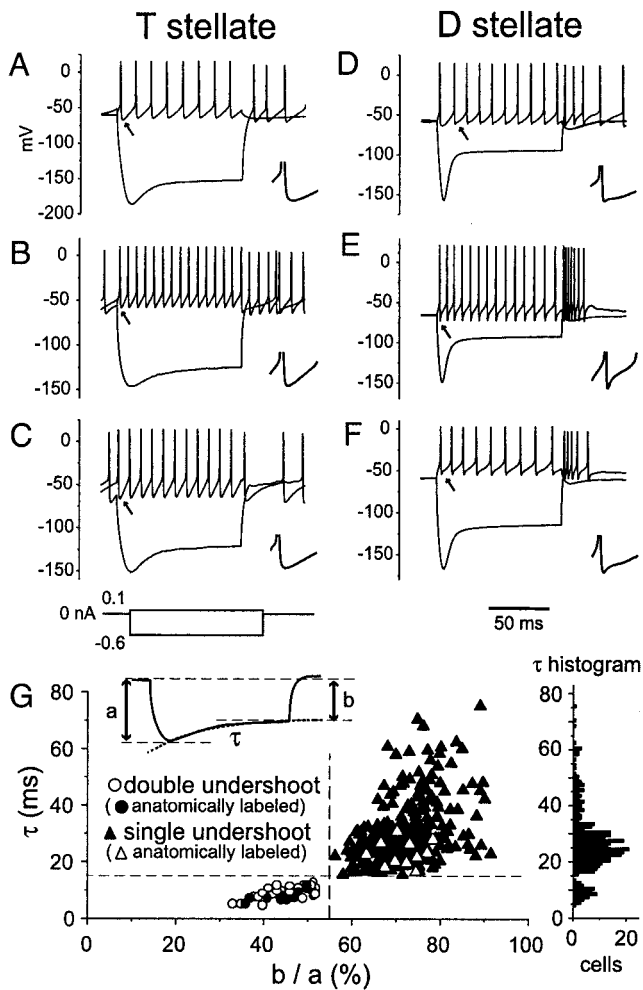 T stellate
D stellate
A
0
-50
mV
-100
-150
-200
D
0
-50
-100
-150
B
0
-50
-100
-150
E
0
-50
-100
-150
C
0
-50
-100
-150
F
0
-50
-100
-150
0.1
0 nA
-0.6
50 ms
G
τ histogram
80
60
40
20
0
τ (ms)
a
b
τ
double undershoot
( anatomically labeled)
single undershoot
( anatomically labeled)
0 20 40 60 80 100
b / a (%)
80
60
40
20
0
0 10 20
cells